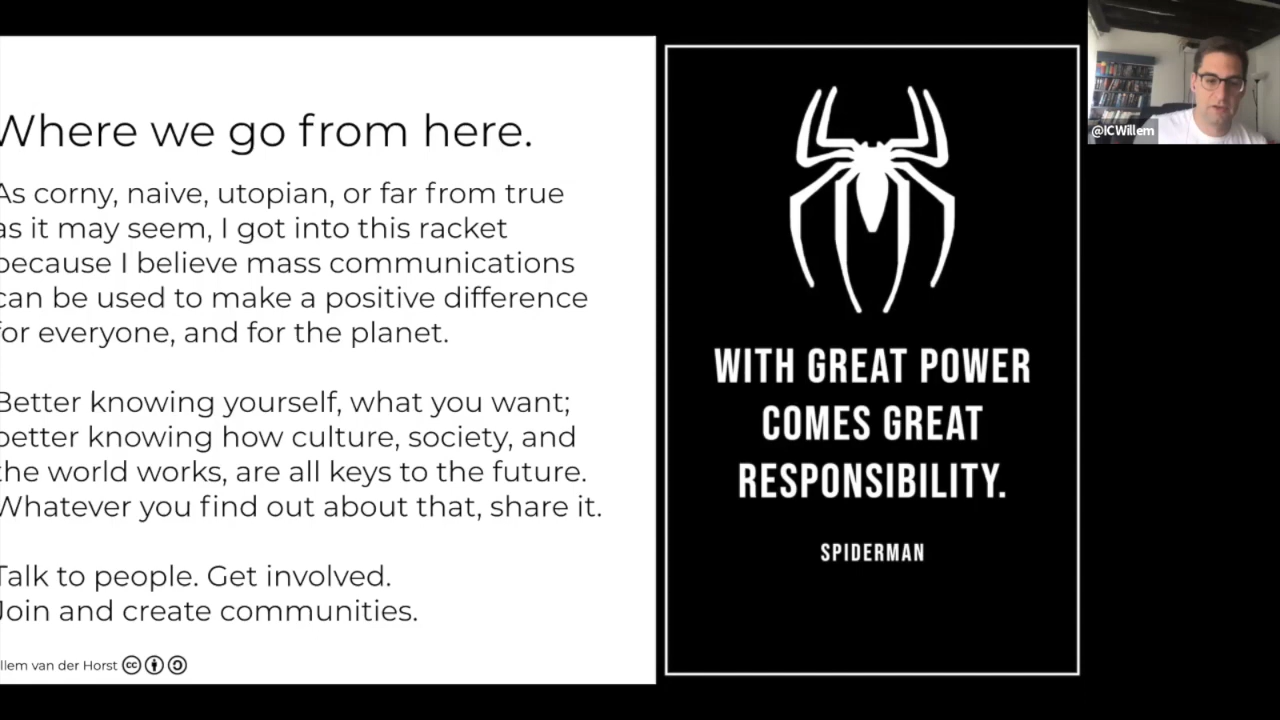 Where we go from here.
As corny, naive, utopian, or far from true
as it may seem, I got into this racket
because I believe mass communications
can be used to make a positive difference
for everyone, and for the planet.
Better knowing yourself, what you want;
better knowing how culture, society, and
the world works, are all keys to the future.
Whatever you find out about that, share it.
Talk to people. Get involved.
Join and create communities.
llem van der Horst
WITH GREAT POWER
COMES GREAT
RESPONSIBILITY.
SPIDERMAN
@ICWillem